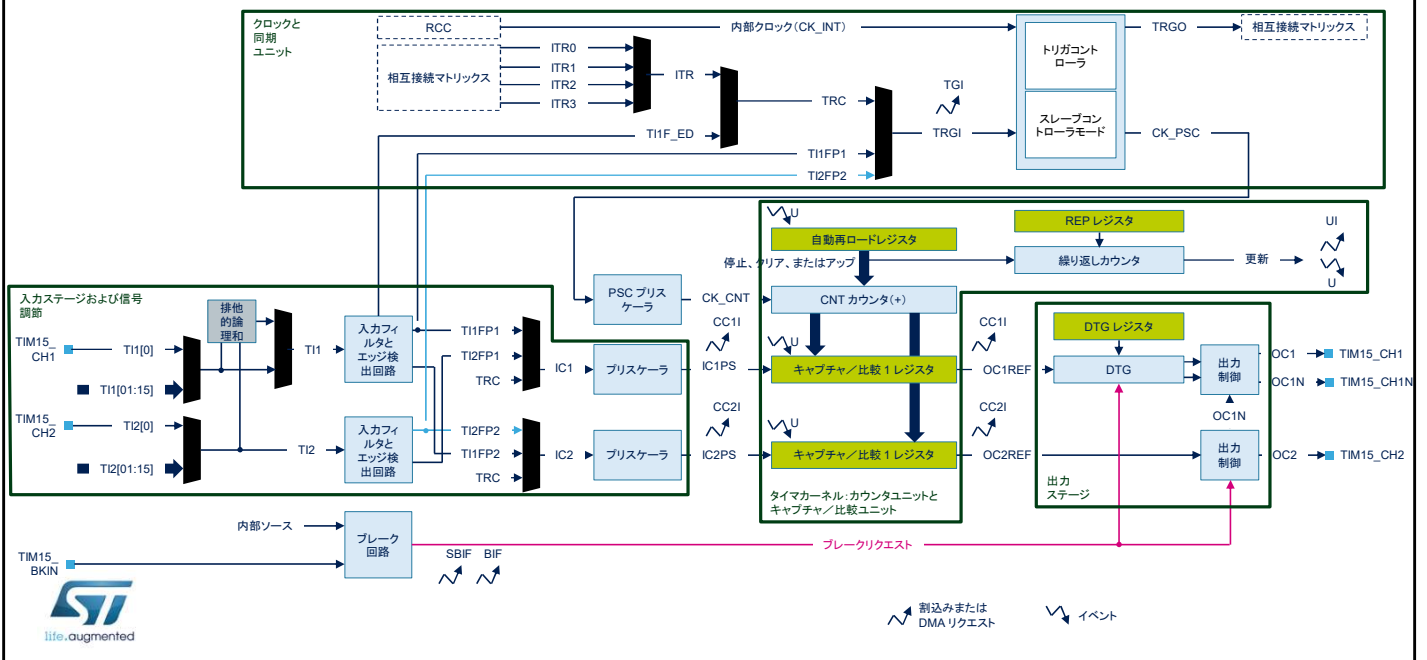 クロックと
同期
ユニット
RCC
内部クロック(CK_INT)
TRGO
相互接続マトリックス
相互接続マトリックス
ITR0
ITR1
ITR2
ITR3
ITR
TRC
TI1F_ED
TI1FP1
TI2FP2
TGI
TRGI
トリガコント
ローラ
スレーブコン
トローラモード
CK_PSC
U
自動再ロードレジスタ
REP レジスタ
UI
停止、クリア、またはアップ
繰り返しカウンタ
更新
U
PSC プリス
ケーラ
CK_CNT
CNT カウンタ(+)
入力ステージおよび信号
調節
排他
的論
理和
TIM15_
CH1
TI1[0]
TI1[01:15]
TI1
入力フィ
ルタと
エッジ検
出回路
TI1FP1
TI2FP1
TRC
IC1
プリスケーラ
CC1I
IC1PS
U
キャプチャ/比較 1 レジスタ
CC1I
OC1REF
DTG レジスタ
DTG
出力
制御
OC1
TIM15_CH1
OC1N
TIM15_CH1N
OC1N
TIM15_
CH2
TI2[0]
TI2[01:15]
TI2
入力フィ
ルタと
エッジ検
出回路
TI2FP2
TI1FP2
TRC
IC2
プリスケーラ
CC2I
IC2PS
U
キャプチャ/比較 1 レジスタ
CC2I
OC2REF
出力
制御
OC2
TIM15_CH2
タイマカーネル:カウンタユニットと
キャプチャ/比較ユニット
出力
ステージ
内部ソース
TIM15_
BKIN
ブレーク
回路
SBIF
BIF
ブレークリクエスト
割込みまたは
DMA リクエスト
イベント
ST
life.augmented